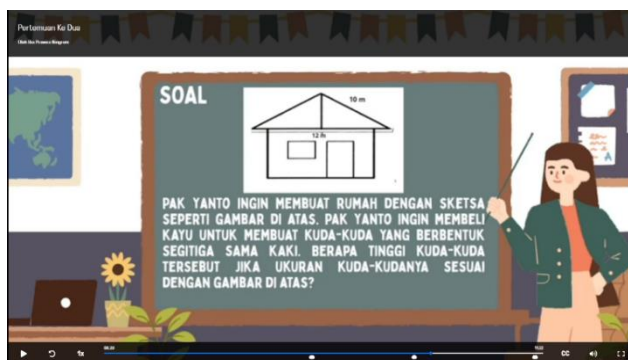 Pertemuan Ke Dua
SOAL
10 m
12 m
PAK YANTO INGIN MEMBUAT RUMAH DENGAN SKETSA
SEPERTI GAMBAR DI ATAS. PAK YANTO INGIN MEMBELI
KAYU UNTUK MEMBUAT KUDA-KUDA YANG BERBENTUK
SEGITIGA SAMA KAKI. BERAPA TINGGI KUDA-KUDA
TERSEBUT JIKA UKURAN KUDA-KUDANYA SESUAI
DENGAN GAMBAR DI ATAS?
1x
CC